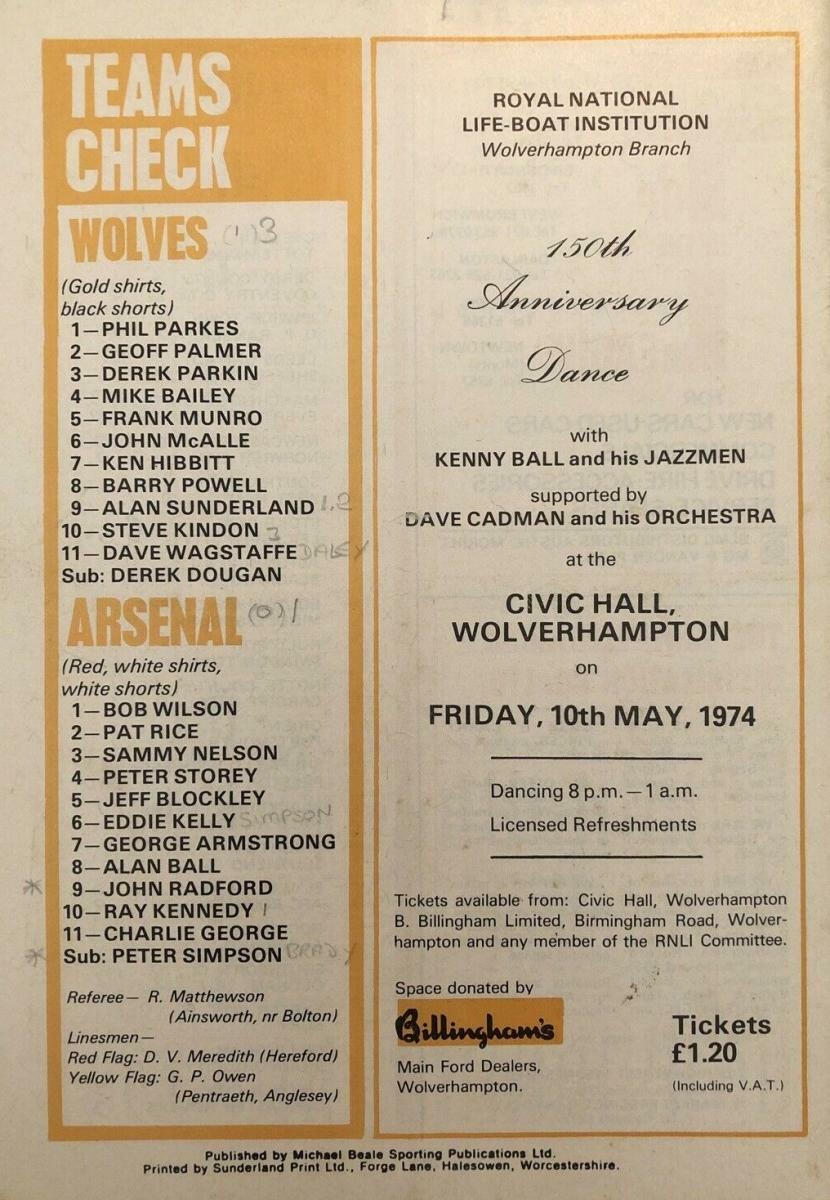 TEAMS
CHECK
WOLVES (1) 3
(Gold shirts,
black shorts)
1—PHIL PARKES
2—GEOFF PALMER
3—DEREK PARKIN
4—MIKE BAILEY
5—FRANK MUNRO
6—JOHN McALLE
7—KEN HIBBITT
8—BARRY POWELL
9—ALAN SUNDERLAND 1.2
10—STEVE KINDON 3
11—DAVE WAGSTAFFE DALEY
Sub: DEREK DOUGAN
ARSENAL (0) 1
(Red, white shirts,
white shorts)
1—BOB WILSON
2—PAT RICE
3—SAMMY NELSON
4—PETER STOREY
5—JEFF BLOCKLEY
6—EDDIE KELLY SIMPSON
7—GEORGE ARMSTRONG
8—ALAN BALL
* 9—JOHN RADFORD
10—RAY KENNEDY 1
11—CHARLIE GEORGE
* Sub: PETER SIMPSON BRADY
Referee— R. Matthewson
(Ainsworth, nr Bolton)
Linesmen—
Red Flag: D. V. Meredith (Hereford)
Yellow Flag: G. P. Owen
(Pentraeth, Anglesey)
ROYAL NATIONAL
LIFE-BOAT INSTITUTION
Wolverhampton Branch
150th
Anniversary
Dance
with
KENNY BALL and his JAZZMEN
supported by
DAVE CADMAN and his ORCHESTRA
at the
CIVIC HALL,
WOLVERHAMPTON
on
FRIDAY, 10th MAY, 1974
Dancing 8 p.m.—1 a.m.
Licensed Refreshments
Tickets available from: Civic Hall, Wolverhampton
B. Billingham Limited, Birmingham Road, Wolver-
hampton and any member of the RNLI Committee.
Space donated by
Billingham's
Main Ford Dealers,
Wolverhampton.
Tickets
£1.20
(Including V.A.T.)
Published by Michael Beale Sporting Publications Ltd.
Printed by Sunderland Print Ltd., Forge Lane, Halesowen, Worcestershire.